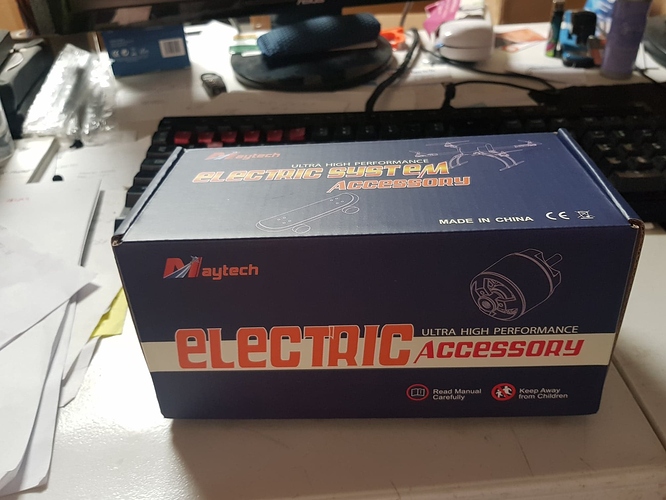 Maytech
ULTRA HIGH PERFORMANCE
ELECTRIC SYSTEM
ACCESSORY
MADE IN CHINA CE
Maytech
ELECTRIC
ULTRA HIGH PERFORMANCE
ACCESSORY
Read Manual
Carefully
Keep Away
from Children